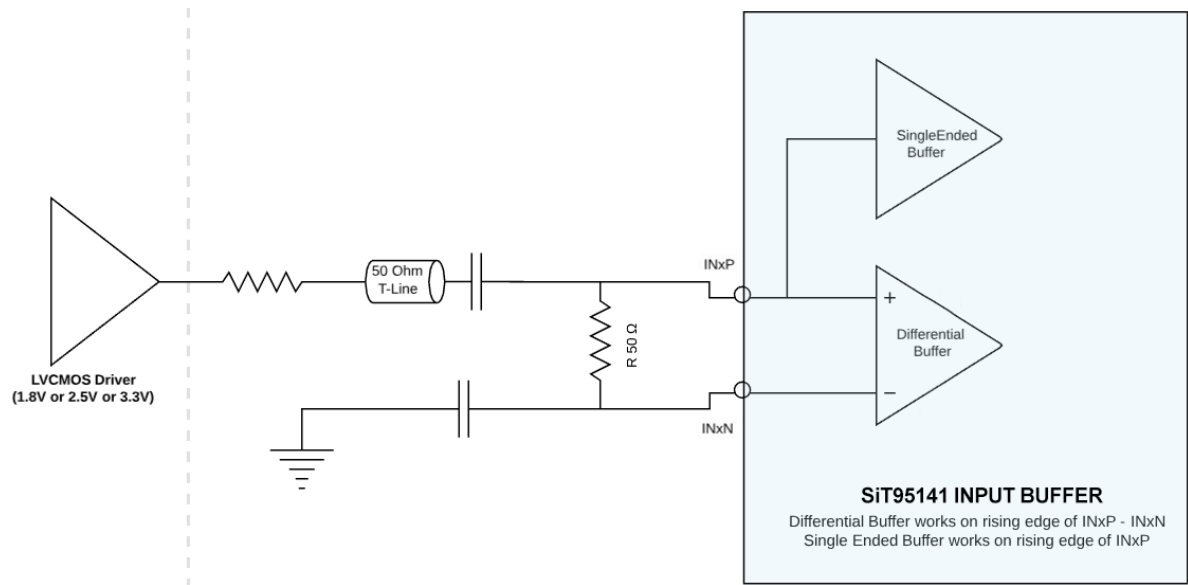 SingleEnded
Buffer
INxP
50 Ohm
T-Line
+
R 50 Ω
Differential
Buffer
−
LVCMOS Driver
(1.8V or 2.5V or 3.3V)
INxN
SiT95141 INPUT BUFFER
Differential Buffer works on rising edge of INxP - INxN
Single Ended Buffer works on rising edge of INxP